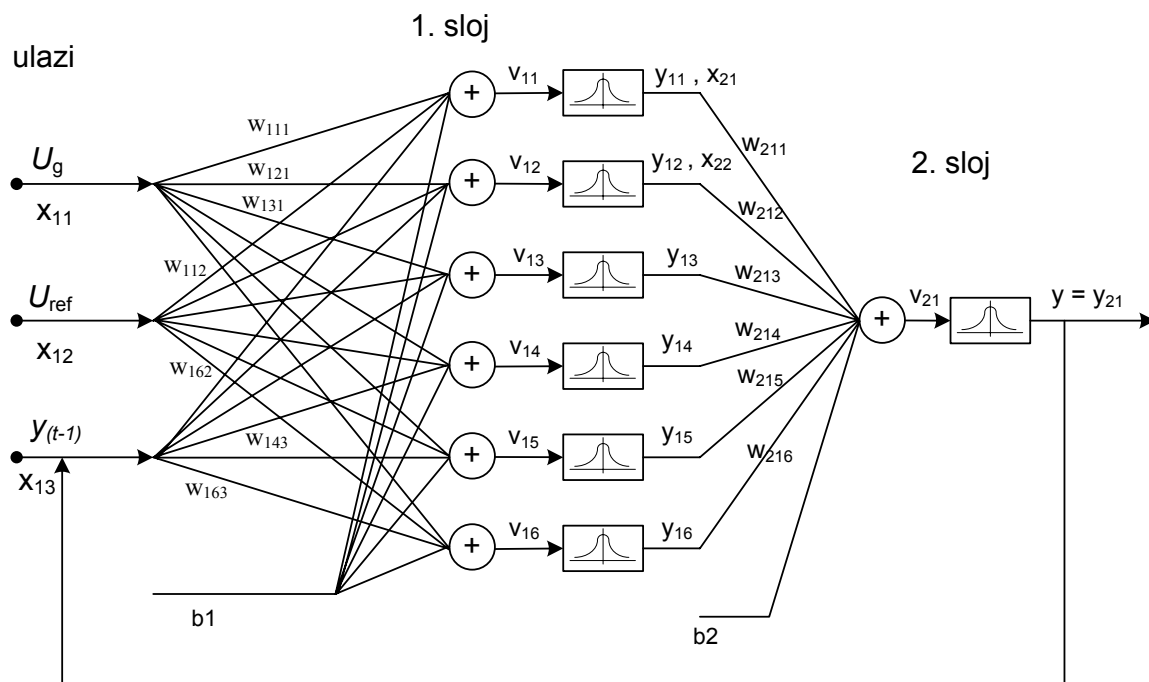 1. sloj
ulazi
v11
y11 , x21
w111
w211
Ug
w121
v12
y12 , x22
2. sloj
x11
w131
w212
w112
v13
y13
w213
Uref
v21
y = y21
x12
v14
y14
w214
w162
w215
y(t-1)
w143
v15
y15
w216
x13
w163
v16
y16
b1
b2